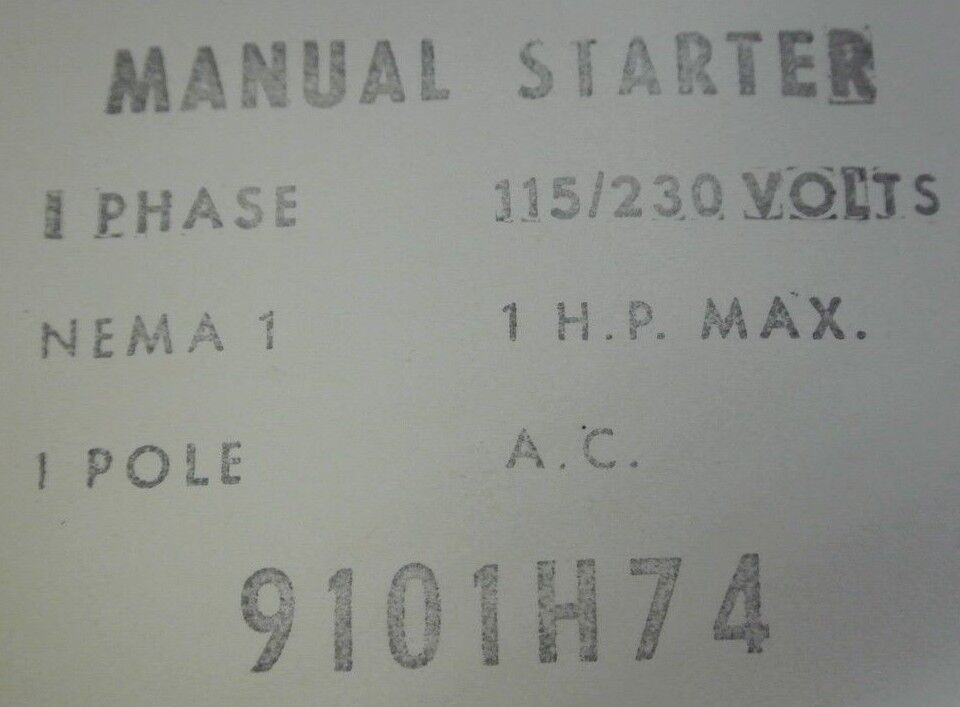 MANUAL STARTER
1 PHASE 115/230 VOLTS
NEMA 1 1 H.P. MAX.
1 POLE A.C.
9101H74